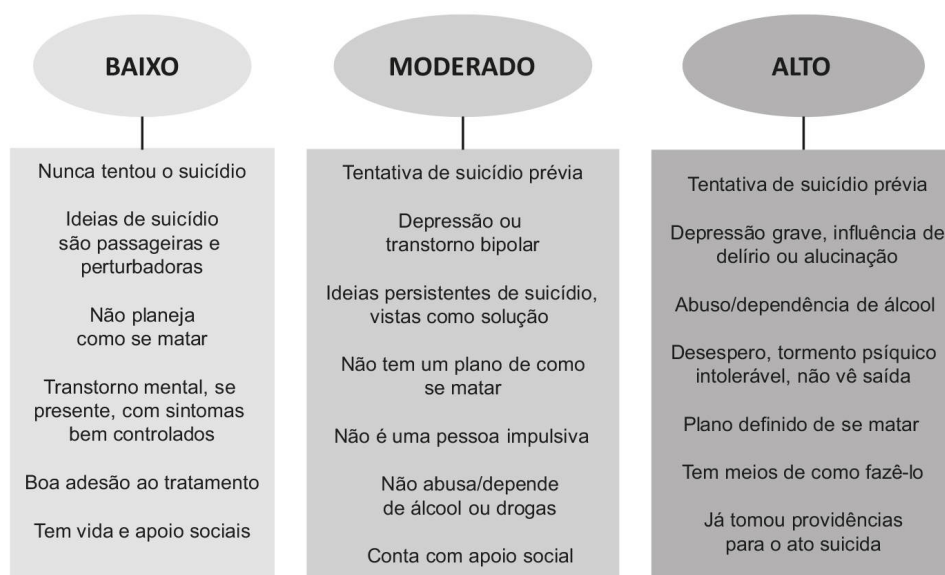 BAIXO
Nunca tentou o suicídio
Ideias de suicídio
são passageiras e
perturbadoras
Não planeja
como se matar
Transtorno mental, se
presente, com sintomas
bem controlados
Boa adesão ao tratamento
Tem vida e apoio sociais
MODERADO
Tentativa de suicídio prévia
Depressão ou
transtorno bipolar
Ideias persistentes de suicídio,
vistas como solução
Não tem um plano de como
se matar
Não é uma pessoa impulsiva
Não abusa/depende
de álcool ou drogas
Conta com apoio social
ALTO
Tentativa de suicídio prévia
Depressão grave, influência de
delírio ou alucinação
Abuso/dependência de álcool
Desespero, tormento psíquico
intolerável, não vê saída
Plano definido de se matar
Tem meios de como fazê-lo
Já tomou providências
para o ato suicida